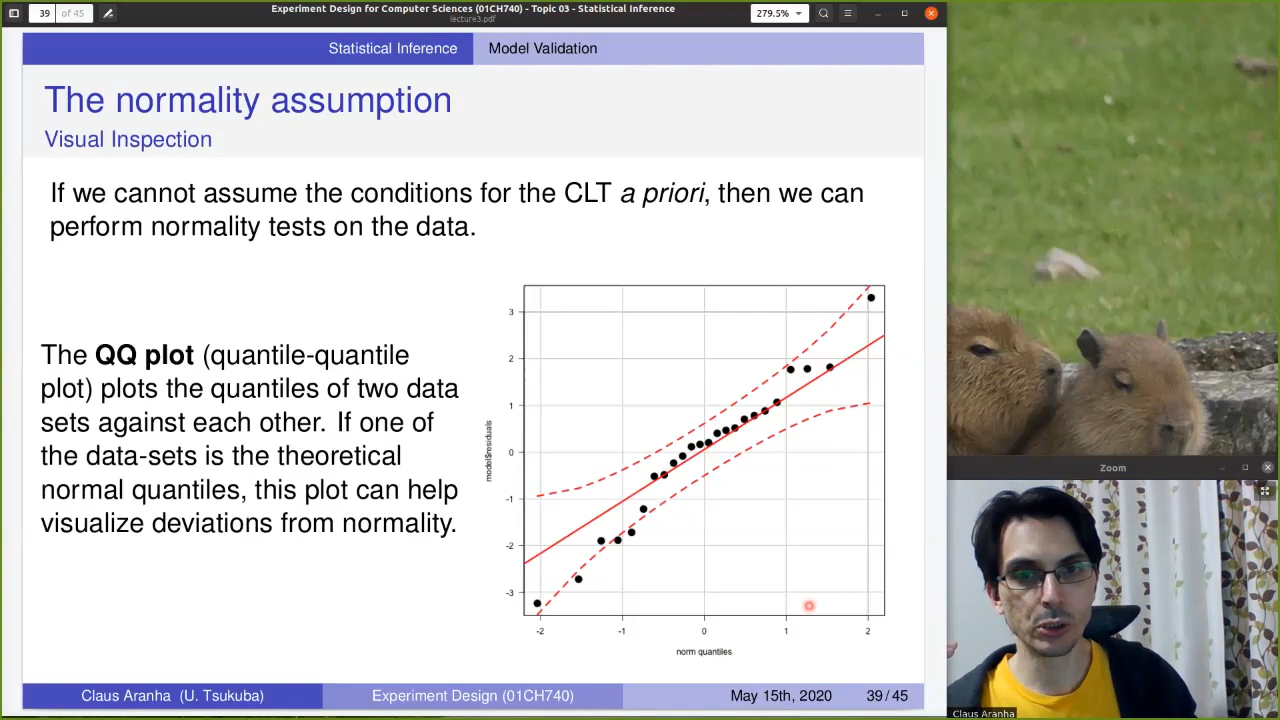 39 of 45
Experiment Design for Computer Sciences (01CH740) - Topic 03 - Statistical Inference
lecture3.pdf
279.5%
Statistical Inference
Model Validation
The normality assumption
Visual Inspection
If we cannot assume the conditions for the CLT a priori, then we can
perform normality tests on the data.
The QQ plot (quantile-quantile
plot) plots the quantiles of two data
sets against each other. If one of
the data-sets is the theoretical
normal quantiles, this plot can help
visualize deviations from normality.
model$residuals
3
2
1
0
-1
-2
-3
-2 -1 0 1 2
norm quantiles
Claus Aranha (U. Tsukuba)
Experiment Design (01CH740)
May 15th, 2020
39 / 45
Zoom
Claus Aranha